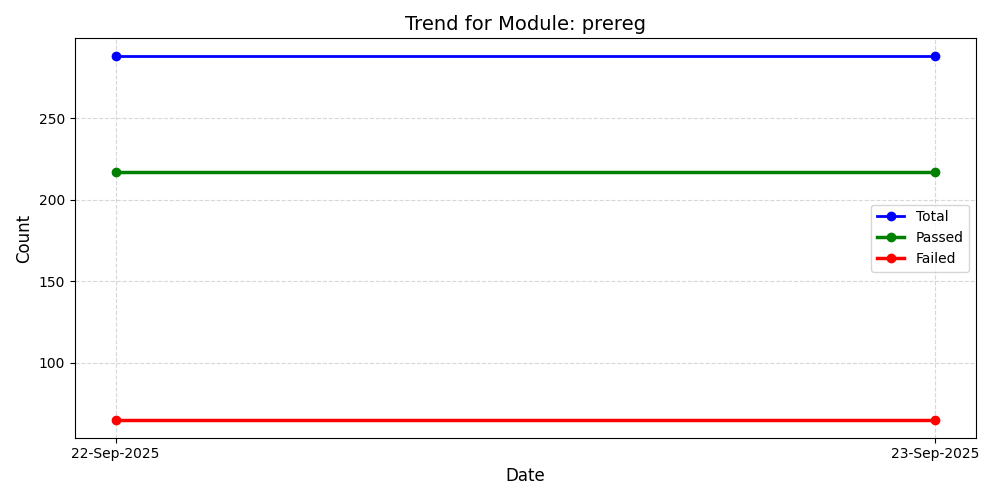 Trend for Module: prereg
Count
250
200
150
100
Total
Passed
Failed
22-Sep-2025
23-Sep-2025
Date